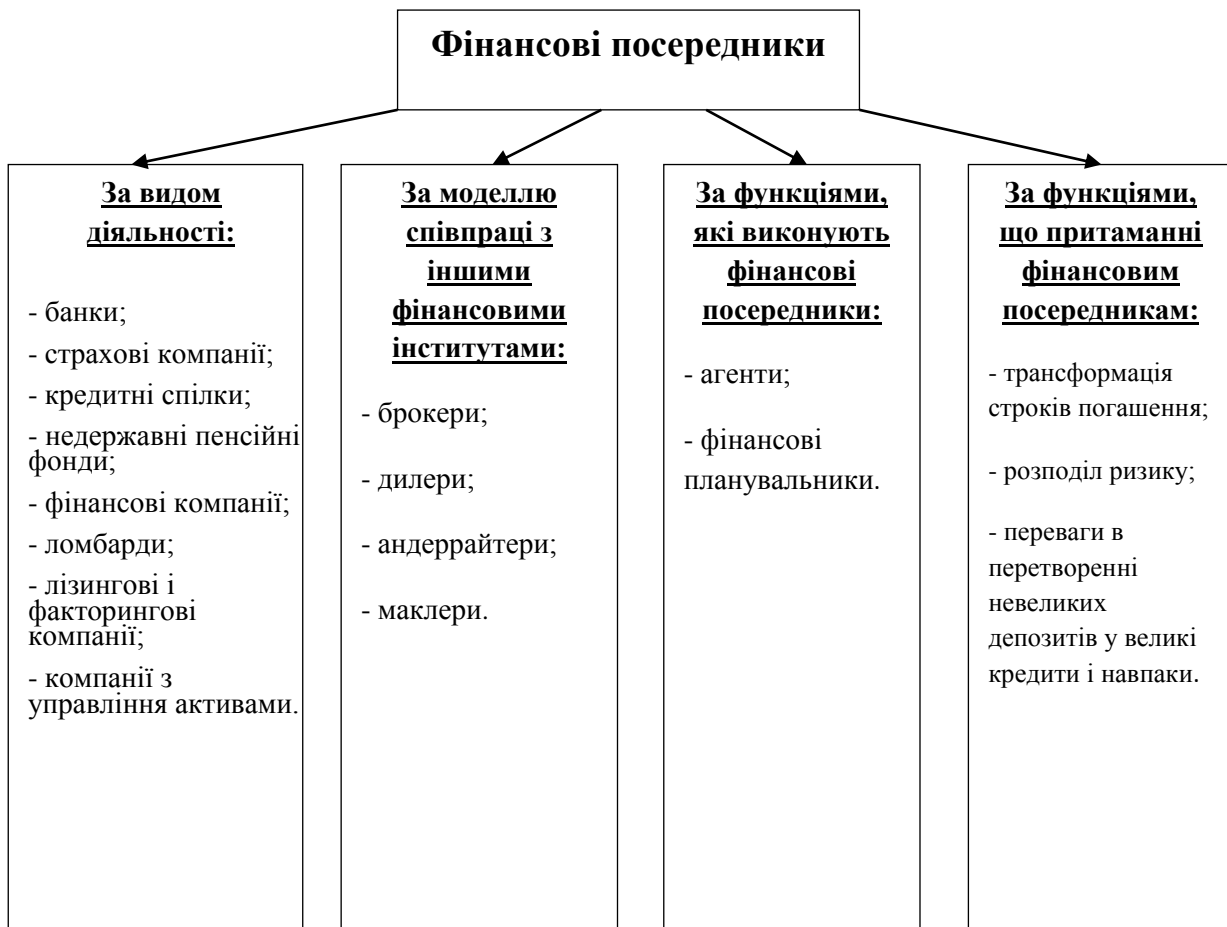 Фінансові посередники
За видом
діяльності:
- банки;
- страхові компанії;
- кредитні спілки;
- недержавні пенсійні
фонди;
- фінансові компанії;
- ломбарди;
- лізингові і
факторингові
компанії;
- компанії з
управління активами.
За моделлю
співпраці з
іншими
фінансовими
інститутами:
- брокери;
- дилери;
- андеррайтери;
- маклери.
За функціями,
які виконують
фінансові
посередники:
- агенти;
- фінансові
планувальники.
За функціями,
що притаманні
фінансовим
посередникам:
- трансформація
строків погашення;
- розподіл ризику;
- переваги в
перетворенні
невеликих
депозитів у великі
кредити і навпаки.